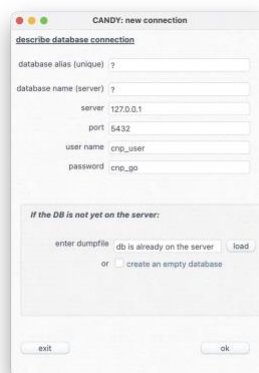 CANDY: new connection
describe database connection
database alias (unique) ?
database name (server) ?
server 127.0.0.1
port 5432
user name cnp_user
password cnp_go
If the DB is not yet on the server:
enter dumpfile db is already on the server load
or create an empty database
exit ok